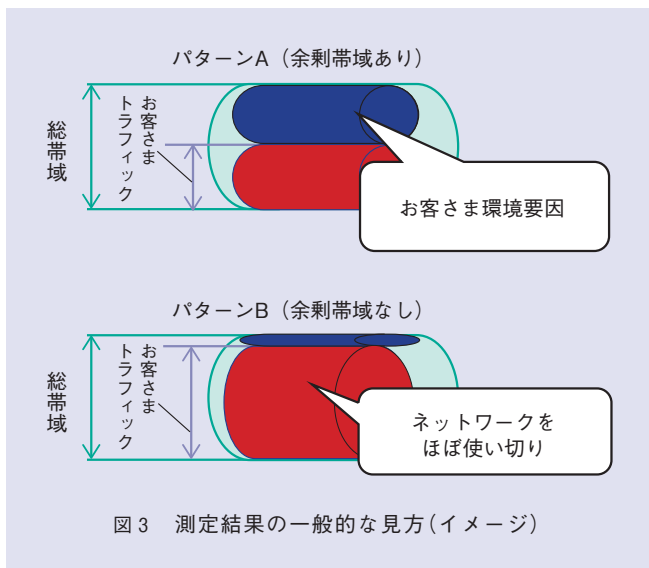 パターンA（余剰帯域あり）
総帯域
お客さま
トラフィック
お客さま環境要因
パターンB（余剰帯域なし）
総帯域
お客さま
トラフィック
ネットワークを
ほぼ使い切り
図3　測定結果の一般的な見方(イメージ)